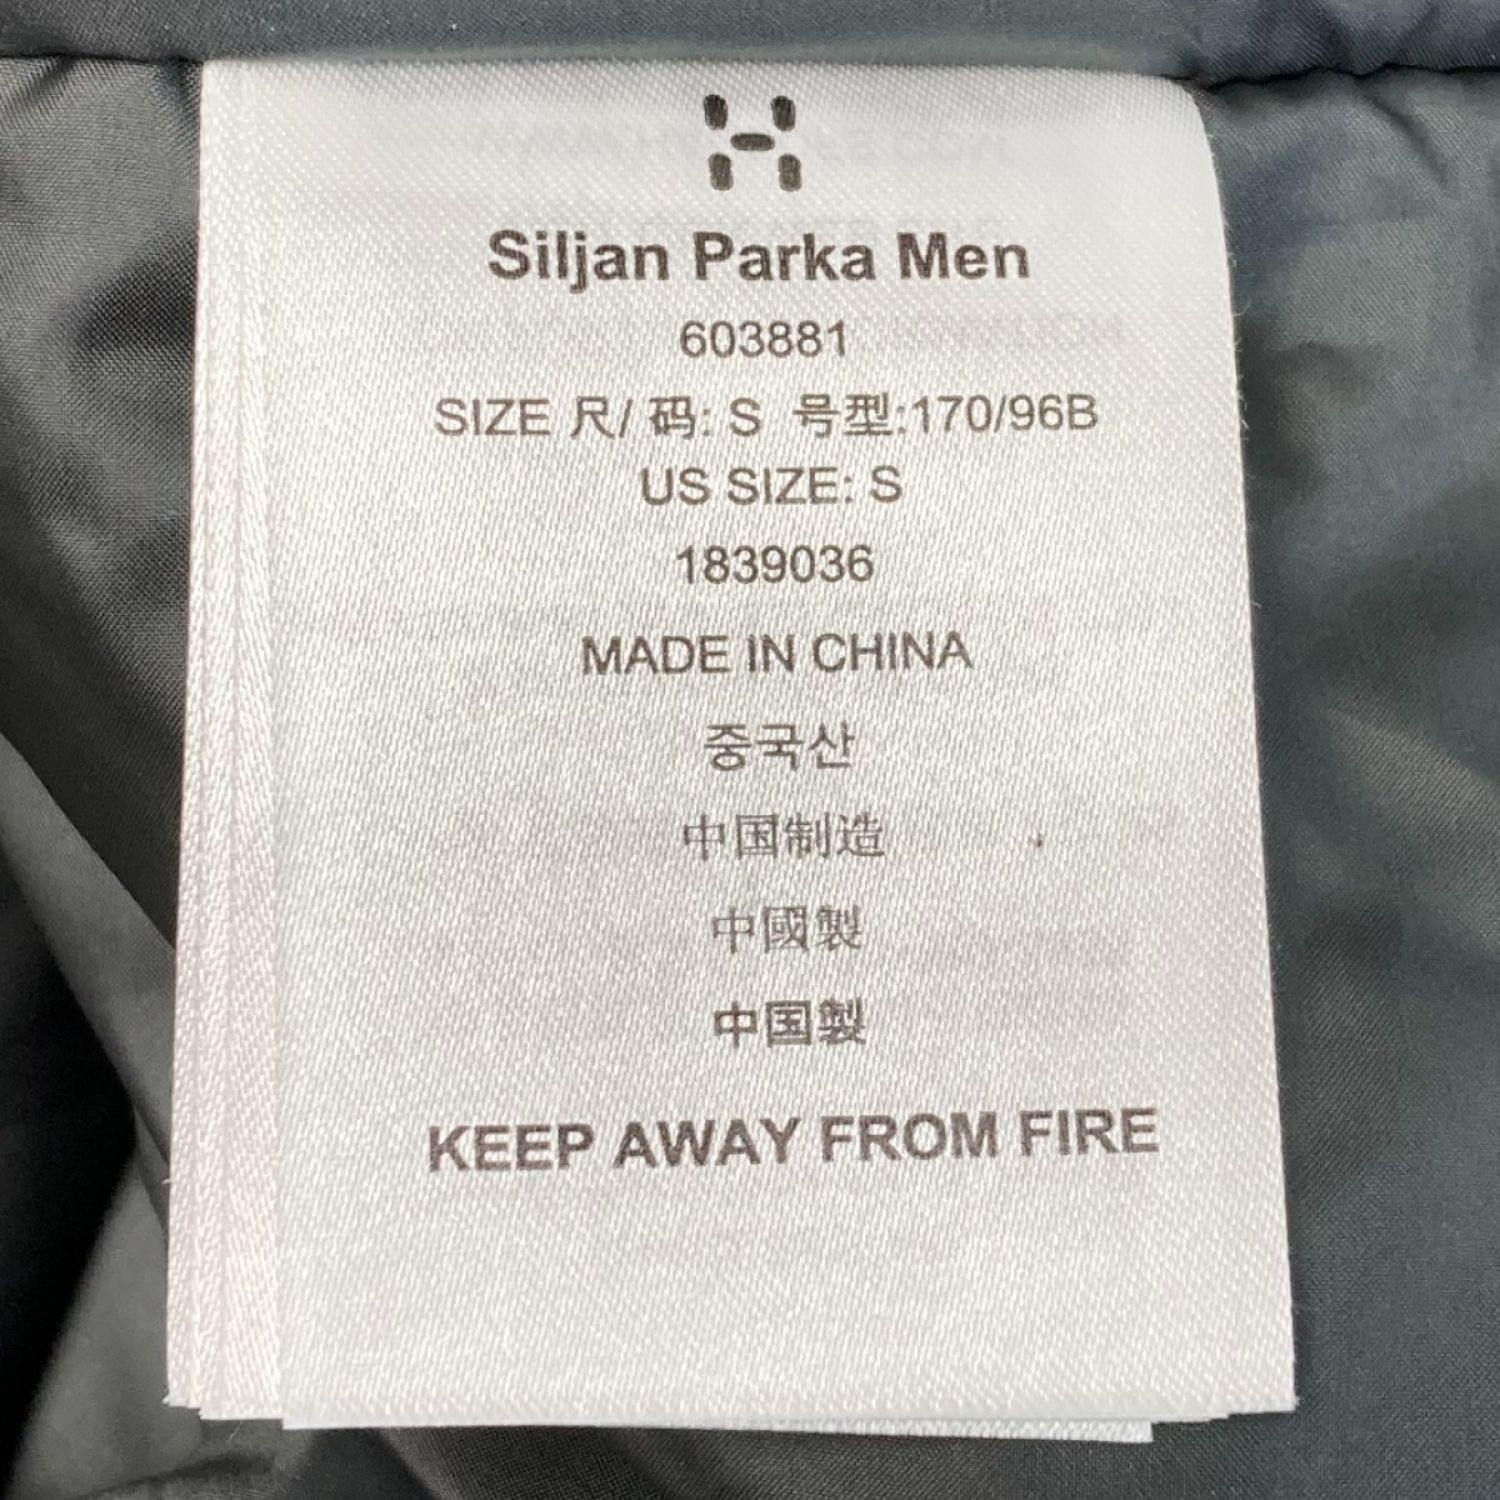 Siljan Parka Men
603881
SIZE 尺/ 码: S 号型:170/96B
US SIZE: S
1839036
MADE IN CHINA
중국산
中国制造
中國製
中国製
KEEP AWAY FROM FIRE